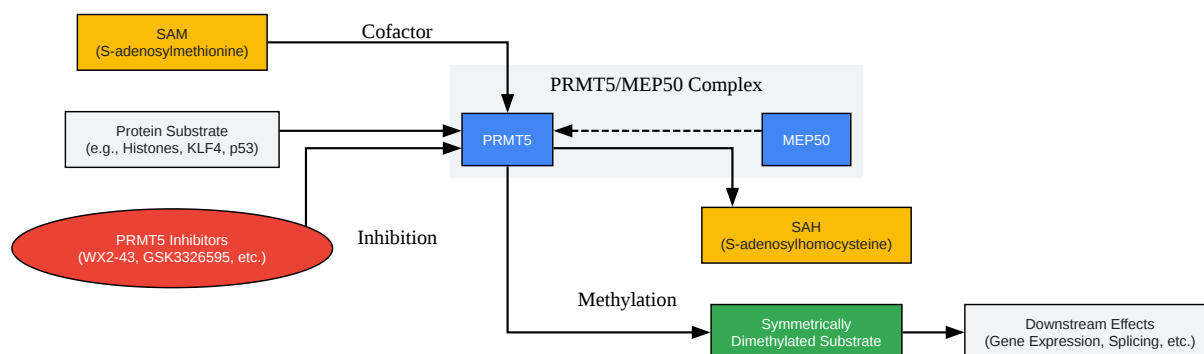 SAM
(S-adenosylmethionine)
Cofactor
PRMT5/MEP50 Complex
Protein Substrate
(e.g., Histones, KLF4, p53)
PRMT5
MEP50
PRMT5 Inhibitors
(WX2-43, GSK3326595, etc.)
Inhibition
SAH
(S-adenosylhomocysteine)
Methylation
Symmetrically
Dimethylated Substrate
Downstream Effects
(Gene Expression, Splicing, etc.)